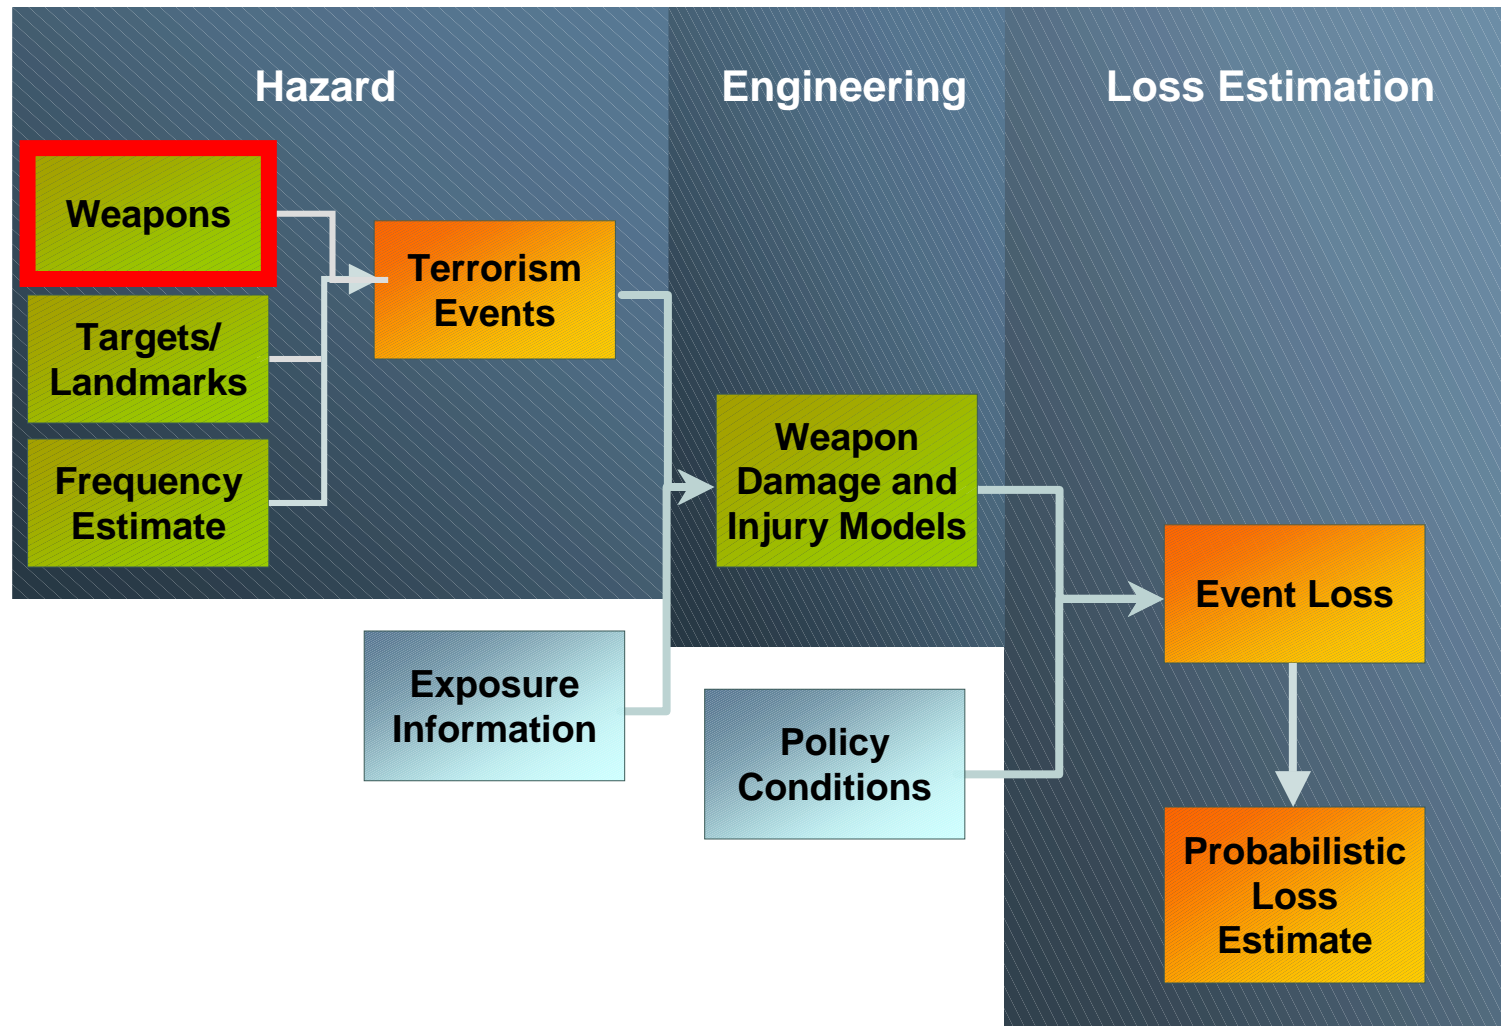 Hazard
Engineering
Loss Estimation
Weapons
Targets/
Landmarks
Frequency
Estimate
Terrorism
Events
Exposure
Information
Weapon
Damage and
Injury Models
Policy
Conditions
Event Loss
Probabilistic
Loss
Estimate